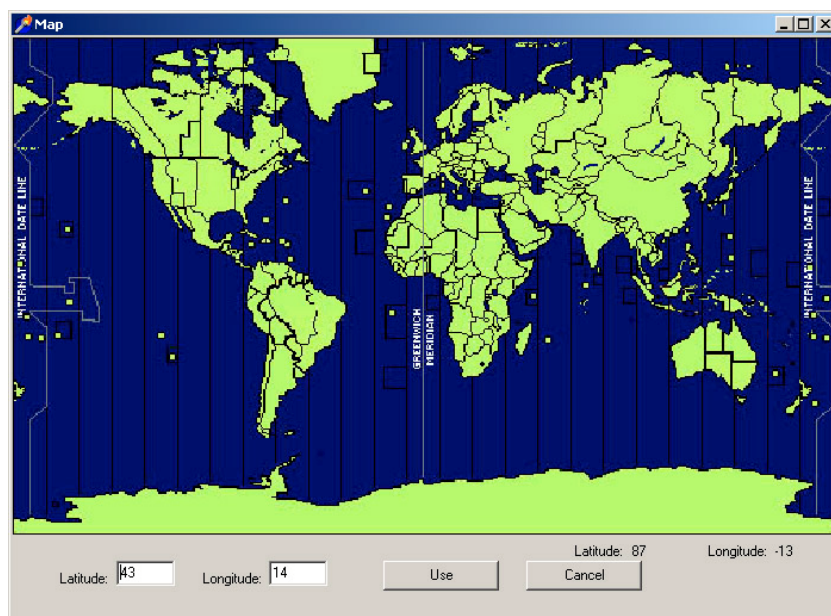 Map
INTERNATIONAL DATE LINE
GREENWICH
MERIDIAN
INTERNATIONAL DATE LINE
Latitude: 87 Longitude: -13
Latitude: 43 Longitude: 14 Use Cancel